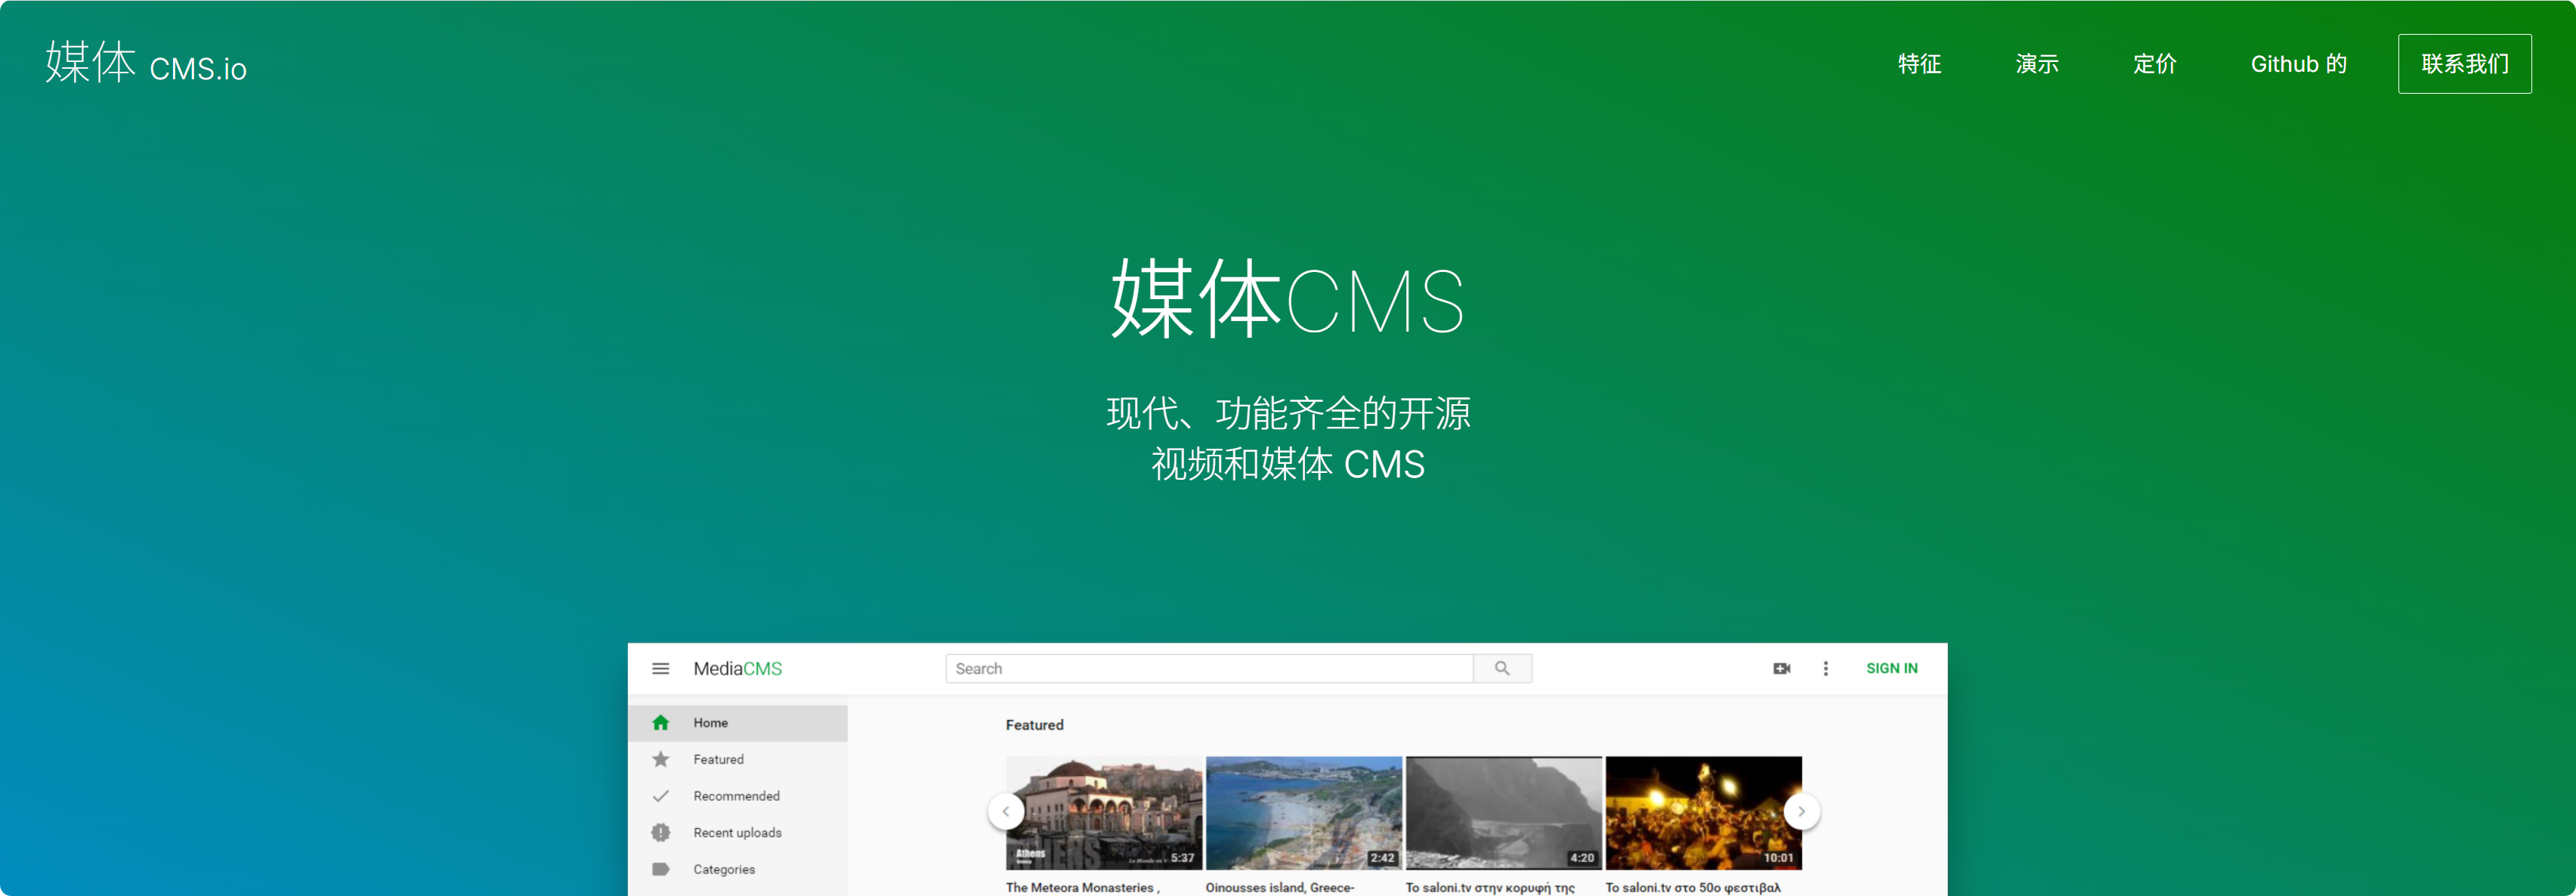 媒体 CMS.io
特征 演示 定价 Github 的 联系我们
媒体CMS
现代、功能齐全的开源
视频和媒体 CMS
MediaCMS
Search
SIGN IN
Home
Featured
Recommended
Recent uploads
Categories
Featured
Athens
5:37
2:42
4:20
10:01
The Meteora Monasteries ,
Oinousses island, Greece-
To saloni.tv στην κορυφή της
To saloni.tv στο 50ο φεστιβαλ